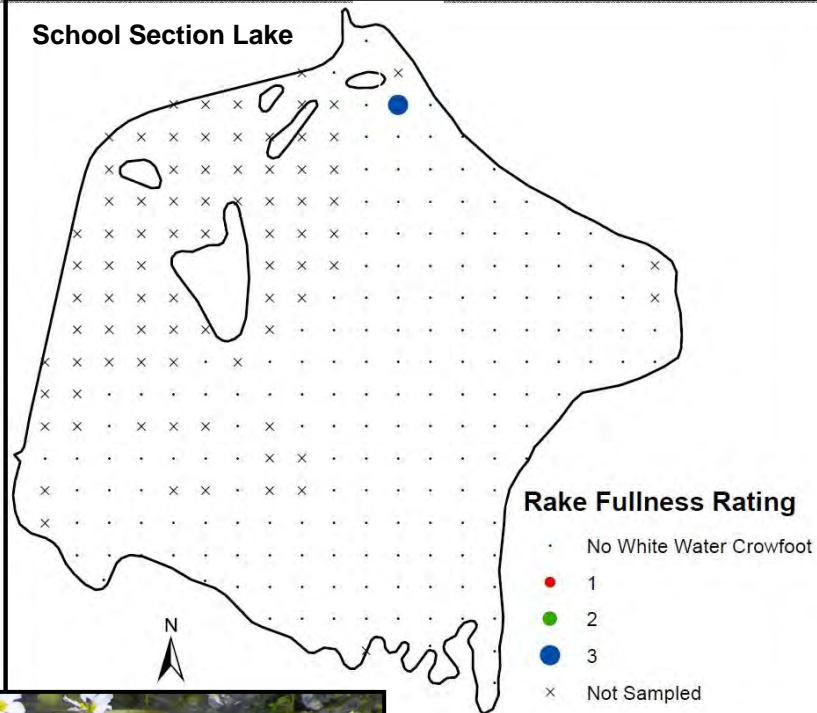 School Section Lake
Rake Fullness Rating
No White Water Crowfoot
1
2
3
Not Sampled
N